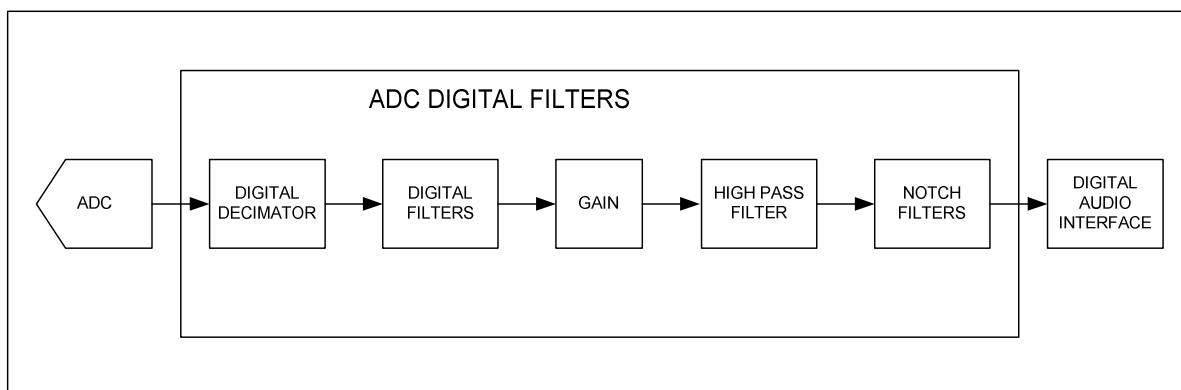 ADC DIGITAL FILTERS
ADC
DIGITAL
DECIMATOR
DIGITAL
FILTERS
GAIN
HIGH PASS
FILTER
NOTCH
FILTERS
DIGITAL
AUDIO
INTERFACE